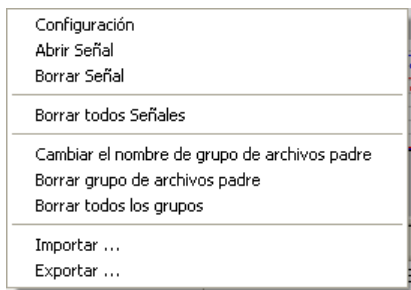 Configuración
Abrir Señal
Borrar Señal
Borrar todos Señales
Cambiar el nombre de grupo de archivos padre
Borrar grupo de archivos padre
Borrar todos los grupos
Importar ...
Exportar ...